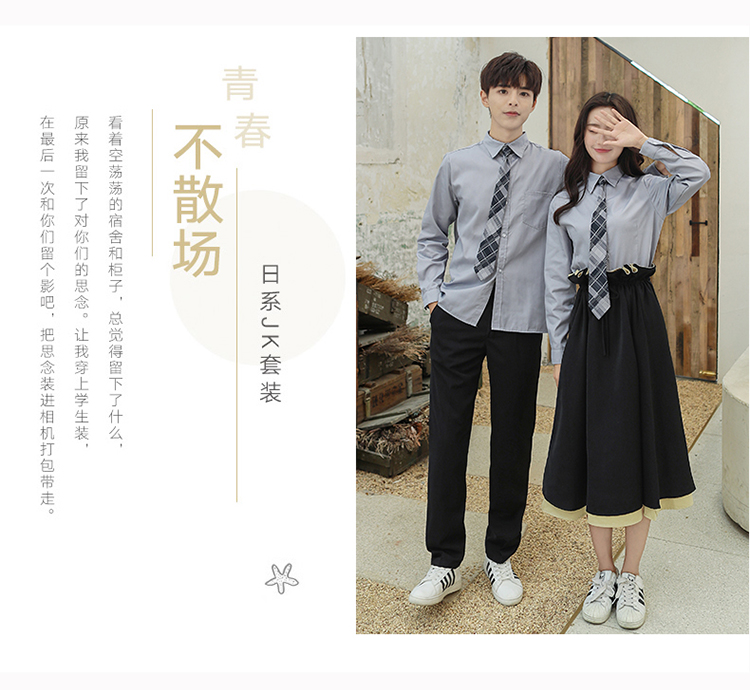 青春
不散场
日系JK套装
看着空荡荡的宿舍和柜子，总觉得留下了什么，
原来我留下了对你们的思念。让我穿上学生装，
在最后一次和你们留个影吧，把思念装进相机打包带走。